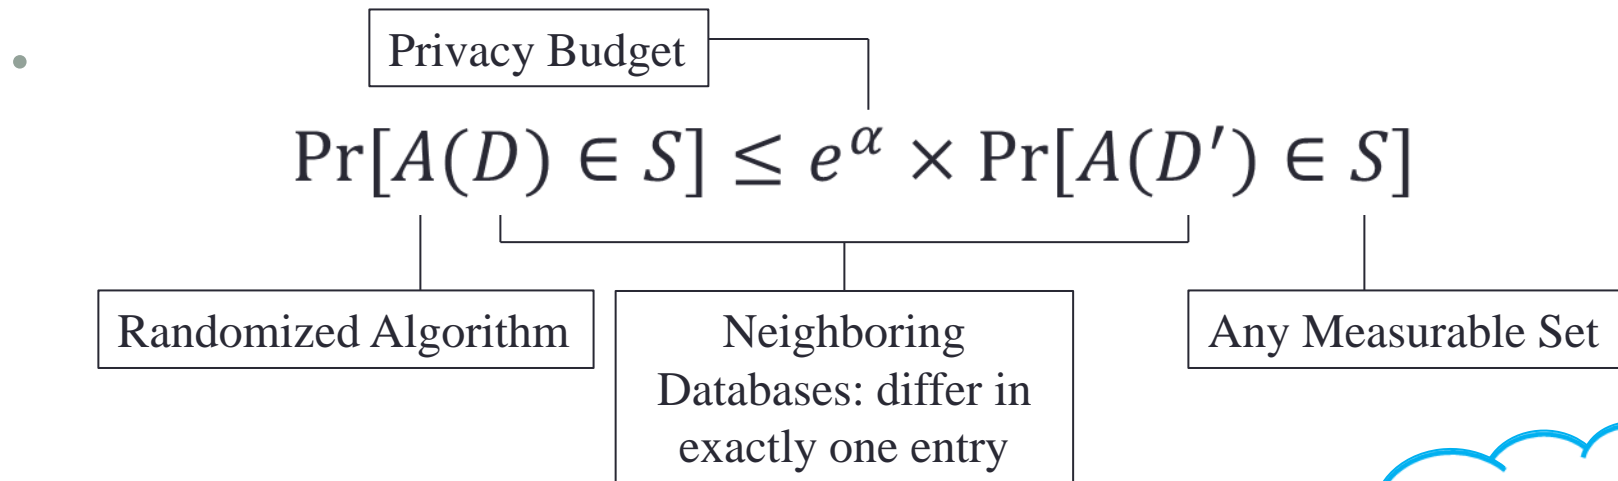 Privacy Budget
Pr[A(D) ∈ S] ≤ e^α × Pr[A(D′) ∈ S]
Randomized Algorithm
Neighboring
Databases: differ in
exactly one entry
Any Measurable Set